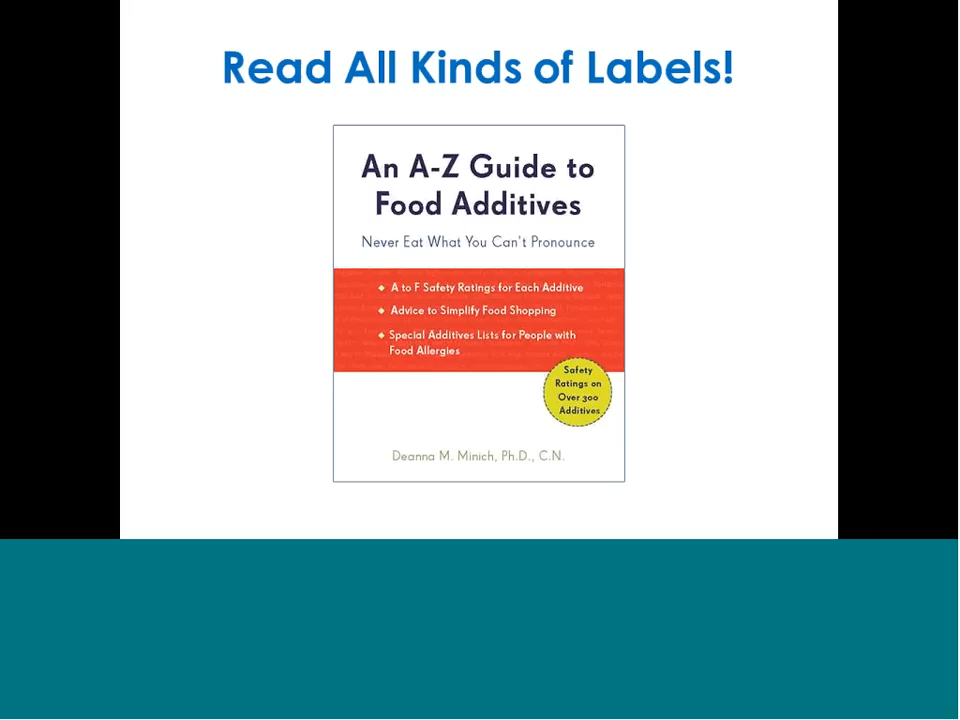 Read All Kinds of Labels!
An A-Z Guide to
Food Additives
Never Eat What You Can't Pronounce
◆ A to F Safety Ratings for Each Additive
◆ Advice to Simplify Food Shopping
◆ Special Additives Lists for People with
Food Allergies
Safety
Ratings on
Over 300
Additives
Deanna M. Minich, Ph.D., C.N.